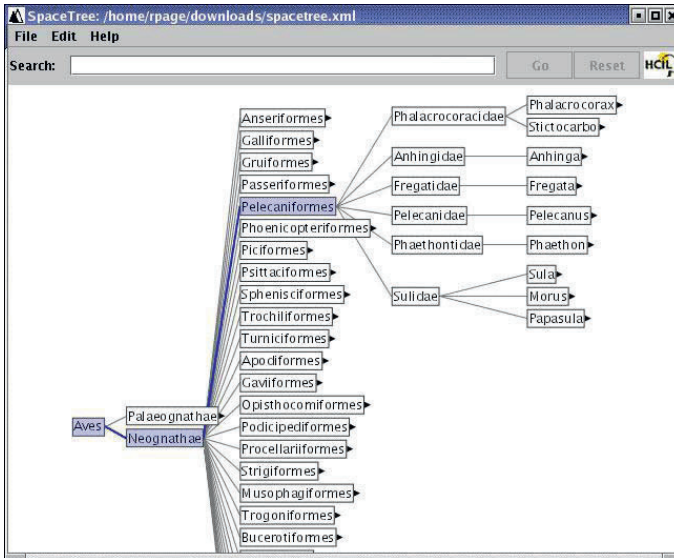 SpaceTree: /home/rpage/downloads/spacetree.xml
File Edit Help
Search: Go Reset HCIL
Anseriformes
Galliformes
Gruiformes
Passeriformes
Pelecaniformes
Phoenicopteriformes
Piciformes
Psittaciformes
Sphenisciformes
Trochiliformes
Turniciformes
Apodiformes
Gaviiformes
Opisthocomiformes
Podicipediformes
Procellariiformes
Strigiformes
Musophagiformes
Trogoniformes
Bucerotiformes
Aves
Palaeognathae
Neognathae
Phalacrocoracidae
Anhingidae
Fregatidae
Pelecanidae
Phaethontidae
Sulidae
Phalacrocorax
Stictocarbo
Anhinga
Fregata
Pelecanus
Phaethon
Sula
Morus
Papasula